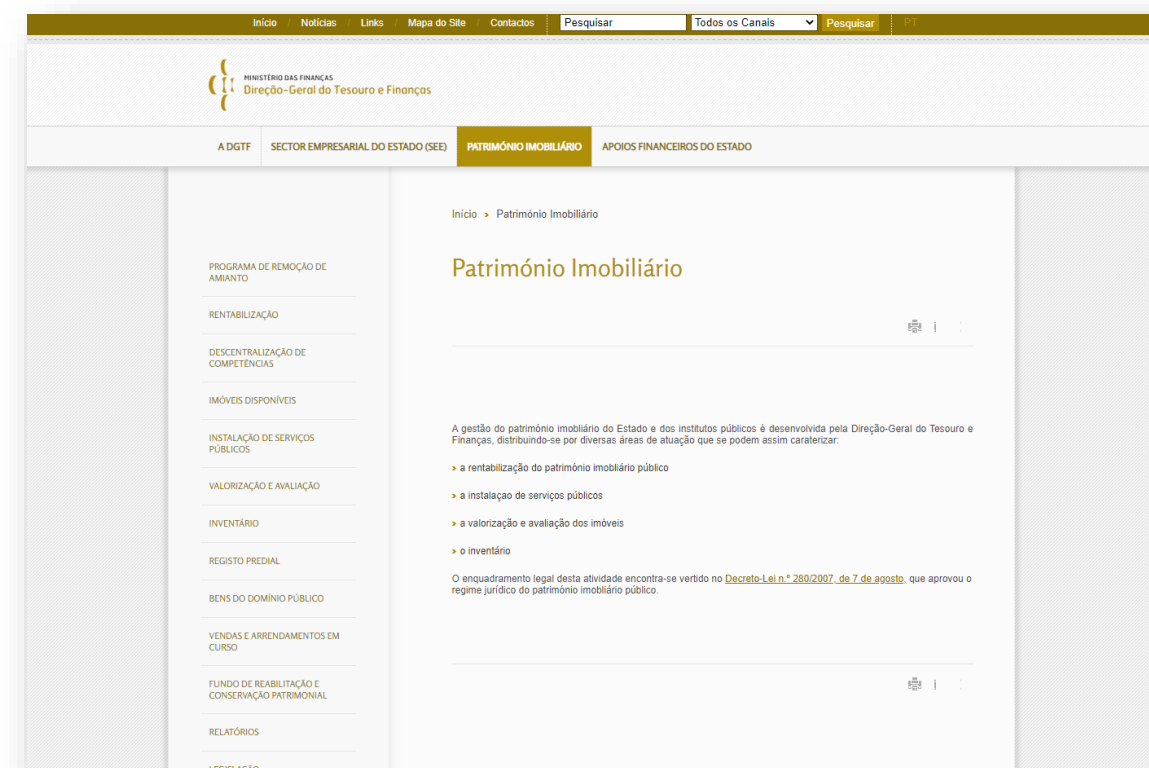 Início / Notícias / Links / Mapa do Site / Contactos Pesquisar Todos os Canais Pesquisar PT
MINISTÉRIO DAS FINANÇAS
Direção-Geral do Tesouro e Finanças
A DGTF SECTOR EMPRESARIAL DO ESTADO (SEE) PATRIMÓNIO IMOBILIÁRIO APOIOS FINANCEIROS DO ESTADO
PROGRAMA DE REMOÇÃO DE
AMIANTO
RENTABILIZAÇÃO
DESCENTRALIZAÇÃO DE
COMPETÊNCIAS
IMÓVEIS DISPONÍVEIS
INSTALAÇÃO DE SERVIÇOS
PÚBLICOS
VALORIZAÇÃO E AVALIAÇÃO
INVENTÁRIO
REGISTO PREDIAL
BENS DO DOMÍNIO PÚBLICO
VENDAS E ARRENDAMENTOS EM
CURSO
FUNDO DE REABILITAÇÃO E
CONSERVAÇÃO PATRIMONIAL
RELATÓRIOS
LEGISLAÇÃO
Início > Património Imobiliário
Património Imobiliário
A gestão do património imobliário do Estado e dos institutos públicos é desenvolvida pela Direção-Geral do Tesouro e
Finanças, distribuindo-se por diversas áreas de atuação que se podem assim caraterizar:
> a rentabilização do património imobliário público
> a instalaçao de serviços públicos
> a valorização e avaliação dos imóveis
> o inventário
O enquadramento legal desta atividade encontra-se vertido no Decreto-Lei n.º 280/2007, de 7 de agosto, que aprovou o
regime jurídico do património imobliário público.